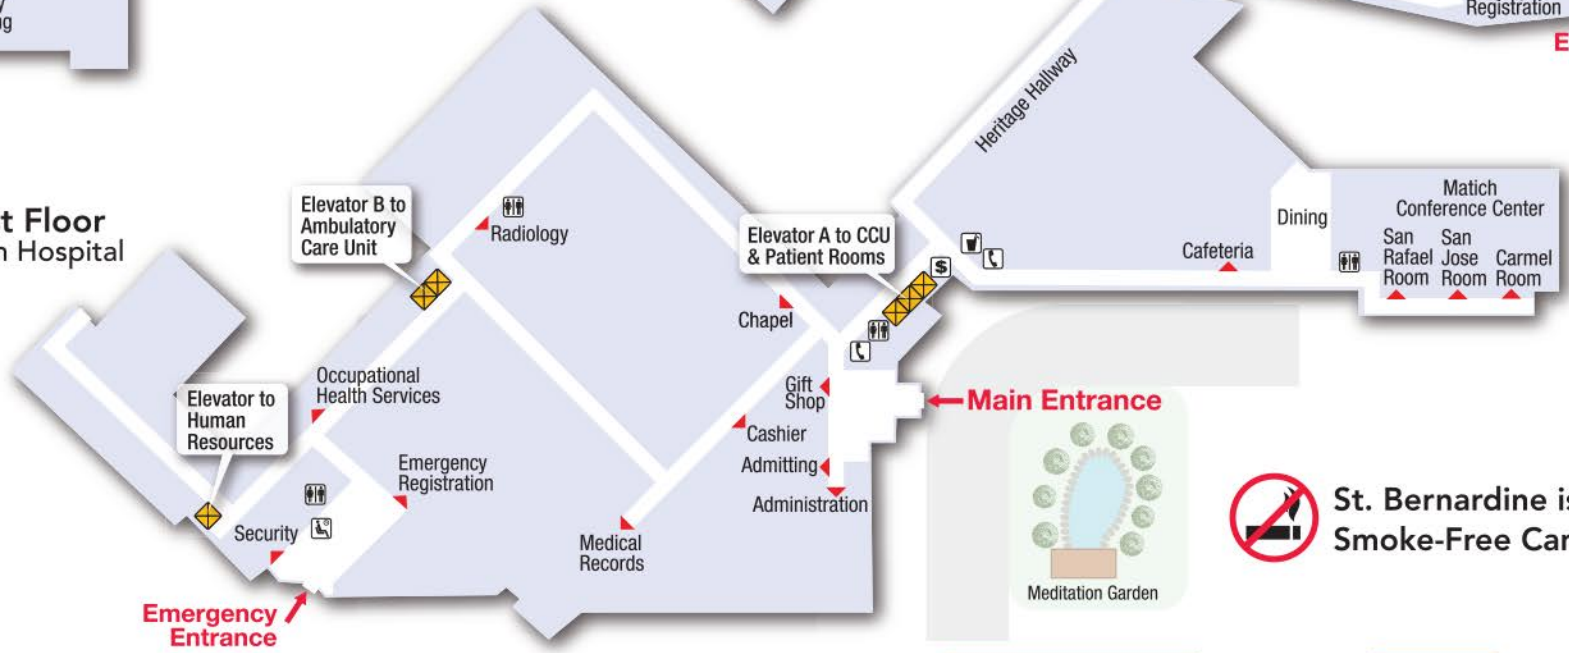 Registration
Heritage Hallway
t Floor
Hospital
Elevator B to
Ambulatory
Care Unit
Radiology
Elevator A to CCU
& Patient Rooms
$
Chapel
Cafeteria
Dining
Matich
Conference Center
San
Rafael
Room
San
Jose
Room
Carmel
Room
Occupational
Health Services
Elevator to
Human
Resources
Gift
Shop
Main Entrance
Cashier
Admitting
Administration
Emergency
Registration
Security
Medical
Records
Meditation Garden
Emergency
Entrance
St. Bernardine is
Smoke-Free Ca